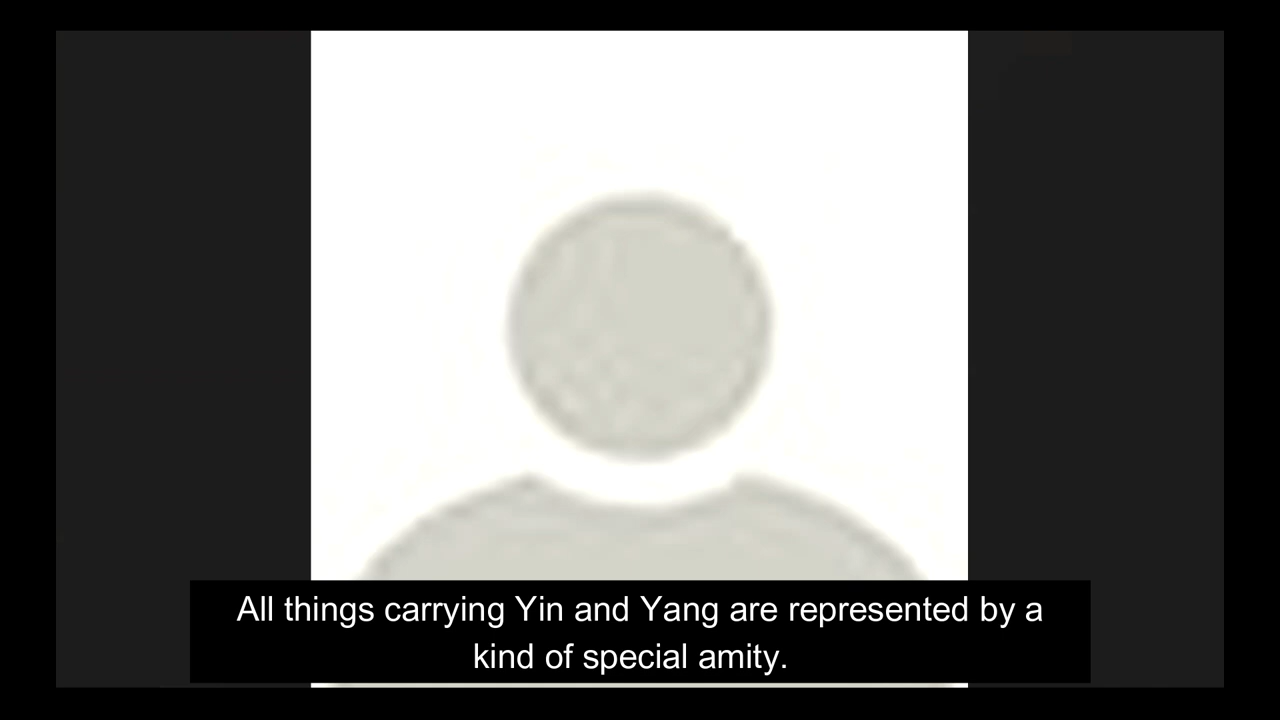 All things carrying Yin and Yang are represented by a
kind of special amity.